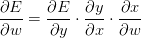 ∂E/∂w = ∂E/∂y · ∂y/∂x · ∂x/∂w